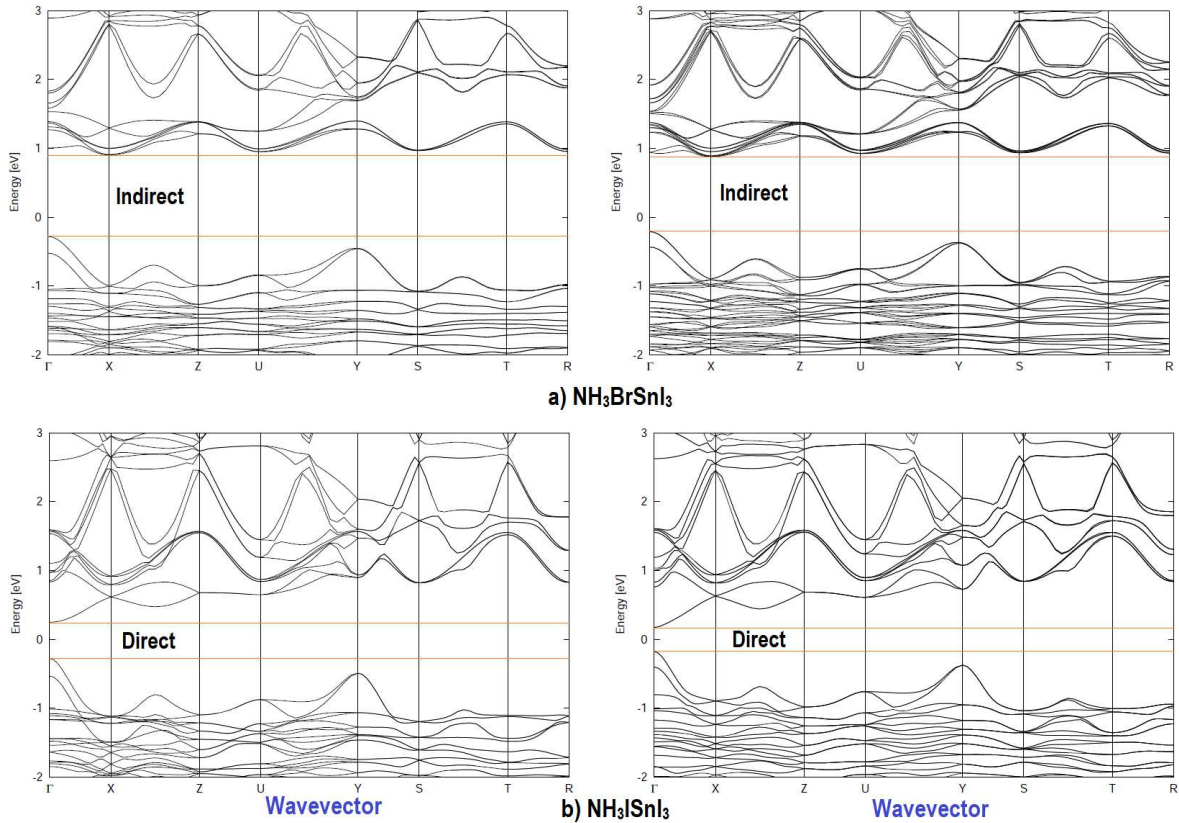 3
2
1
0
-1
-2
Energy [eV]
Indirect
Γ X Z U Y S T R
3
2
1
0
-1
-2
Energy [eV]
Indirect
Γ X Z U Y S T R
a) NH₃BrSnI₃
3
2
1
0
-1
-2
Energy [eV]
Direct
Γ X Z U Y S T R
Wavevector
3
2
1
0
-1
-2
Energy [eV]
Direct
Γ X Z U Y S T R
Wavevector
b) NH₃ISnI₃